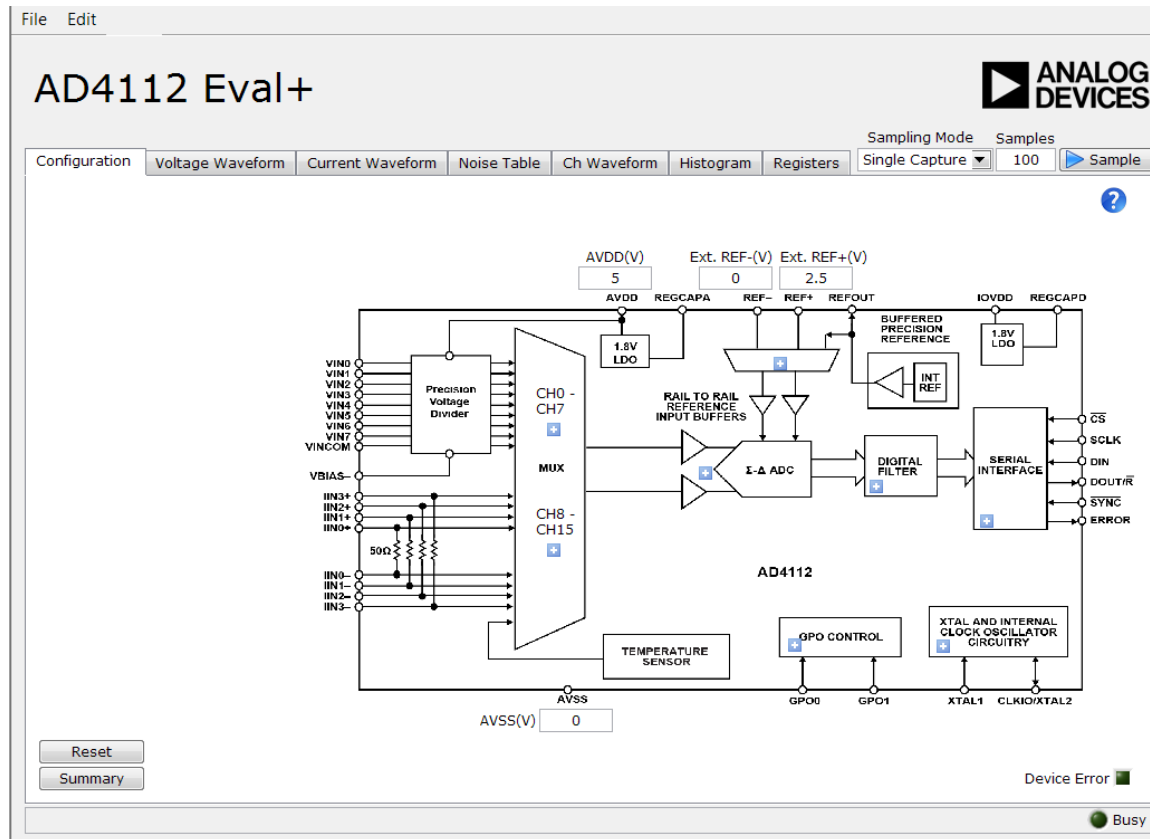 File Edit
AD4112 Eval+
ANALOG
DEVICES
Sampling Mode Samples
Configuration Voltage Waveform Current Waveform Noise Table Ch Waveform Histogram Registers Single Capture 100 Sample
?
AVDD(V) Ext. REF-(V) Ext. REF+(V)
5 0 2.5
AVDD REGCAPA REF– REF+ REFOUT IOVDD REGCAPD
BUFFERED
PRECISION
REFERENCE
1.8V
LDO
1.8V
LDO
INT
REF
VIN0
VIN1
VIN2
VIN3
VIN4
VIN5
VIN6
VIN7
VINCOM
VBIAS–
Precision
Voltage
Divider
CH0 -
CH7
MUX
CH8 -
CH15
RAIL TO RAIL
REFERENCE
INPUT BUFFERS
Σ-Δ ADC
DIGITAL
FILTER
SERIAL
INTERFACE
CS
SCLK
DIN
DOUT/R
SYNC
ERROR
IIN3+
IIN2+
IIN1+
IIN0+
50Ω
IIN0–
IIN1–
IIN2–
IIN3–
AD4112
TEMPERATURE
SENSOR
GPO CONTROL
XTAL AND INTERNAL
CLOCK OSCILLATOR
CIRCUITRY
AVSS GPO0 GPO1 XTAL1 CLKIO/XTAL2
AVSS(V) 0
Reset
Summary
Device Error
Busy